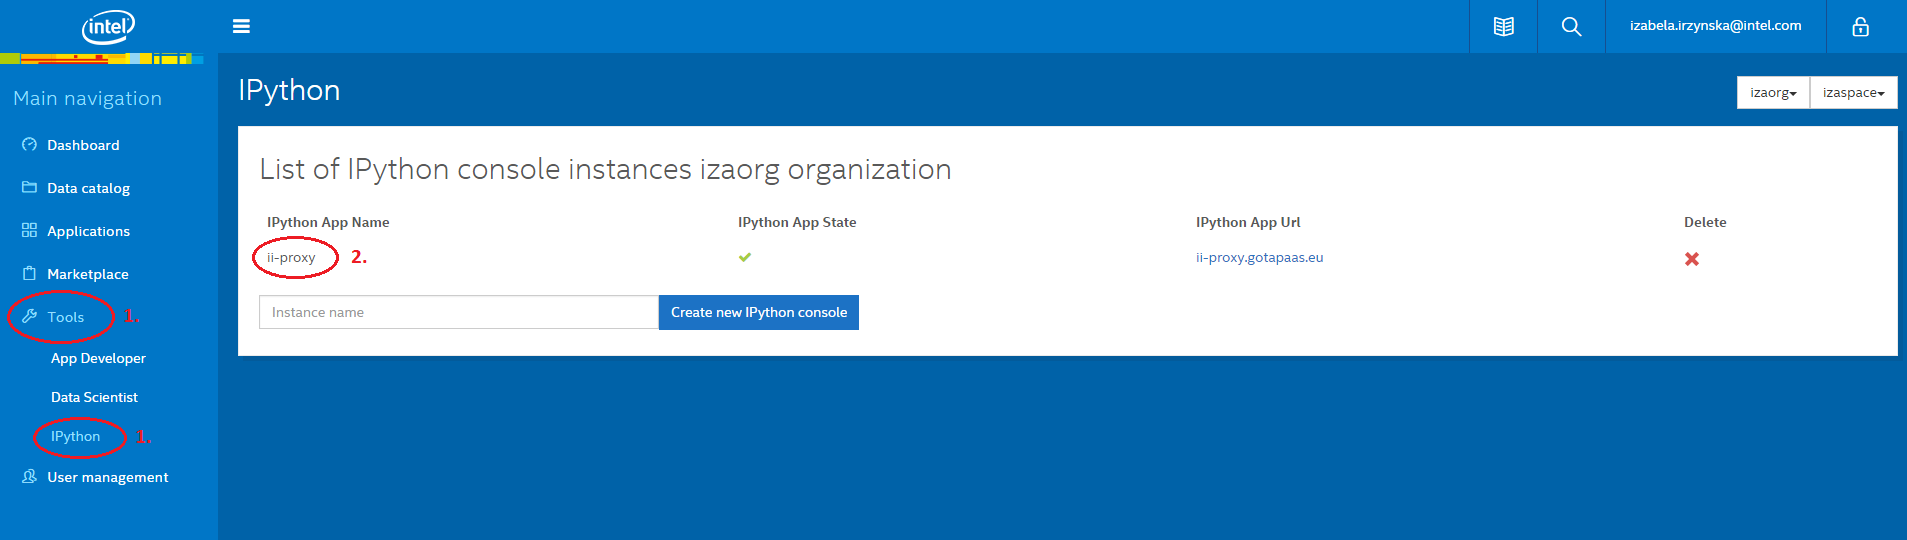 intel
izabela.irzynska@intel.com
Main navigation
IPython
izaorg izaspace
Dashboard
Data catalog
Applications
Marketplace
Tools 1.
App Developer
Data Scientist
IPython 1.
User management
List of IPython console instances izaorg organization
IPython App Name IPython App State IPython App Url Delete
ii-proxy 2. ii-proxy.gotapaas.eu
Instance name Create new IPython console